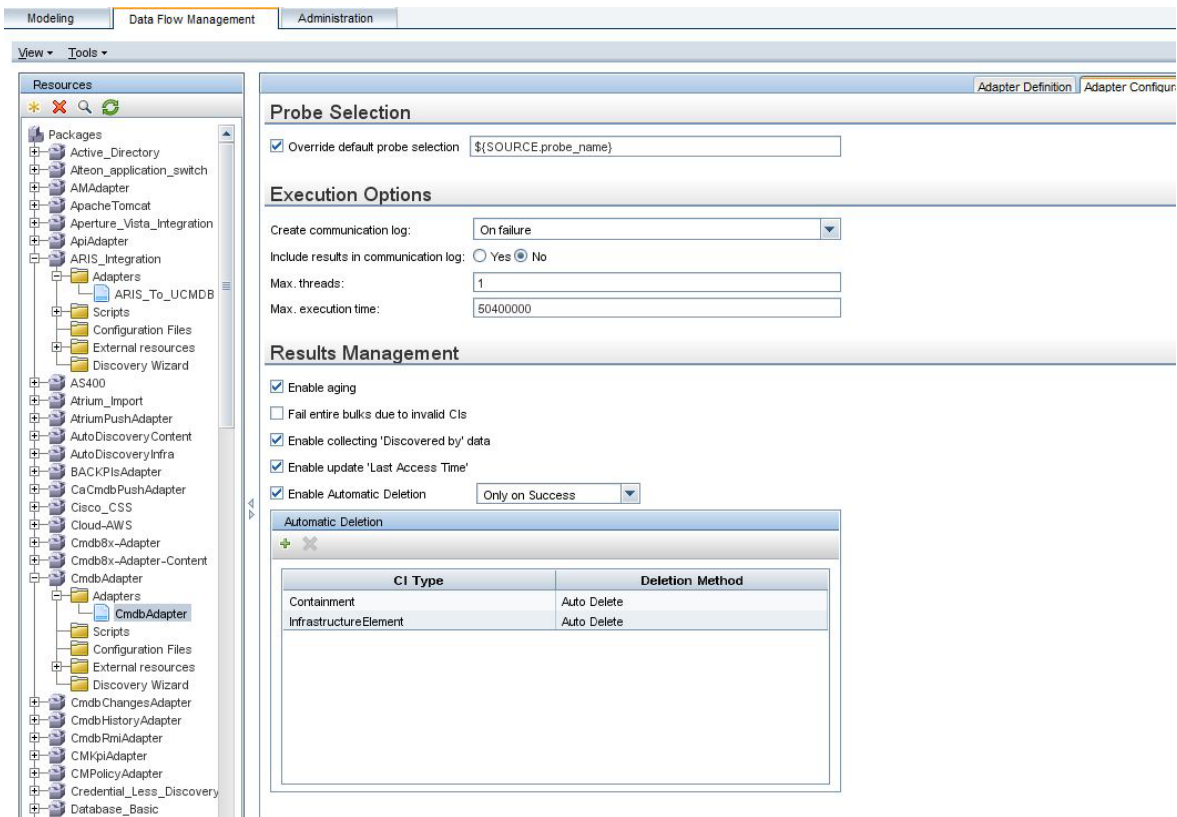 Modeling
Data Flow Management
Administration
View
Tools
Resources
Packages
Active_Directory
Alteon_application_switch
AMAdapter
ApacheTomcat
Aperture_Vista_Integration
ApiAdapter
ARIS_Integration
Adapters
ARIS_To_UCMDB
Scripts
Configuration Files
External resources
Discovery Wizard
AS400
Atrium_Import
AtriumPushAdapter
AutoDiscoveryContent
AutoDiscoveryInfra
BACKPIsAdapter
CaCmdbPushAdapter
Cisco_CSS
Cloud-AWS
Cmdb8x-Adapter
Cmdb8x-Adapter-Content
CmdbAdapter
Adapters
CmdbAdapter
Scripts
Configuration Files
External resources
Discovery Wizard
CmdbChangesAdapter
CmdbHistoryAdapter
CmdbRmiAdapter
CMKpiAdapter
CMPolicyAdapter
Credential_Less_Discovery
Database_Basic
Adapter Definition
Adapter Configura
Probe Selection
Override default probe selection ${SOURCE.probe_name}
Execution Options
Create communication log: On failure
Include results in communication log: Yes No
Max. threads: 1
Max. execution time: 50400000
Results Management
Enable aging
Fail entire bulks due to invalid CIs
Enable collecting 'Discovered by' data
Enable update 'Last Access Time'
Enable Automatic Deletion Only on Success
Automatic Deletion
CI Type Deletion Method
Containment Auto Delete
InfrastructureElement Auto Delete